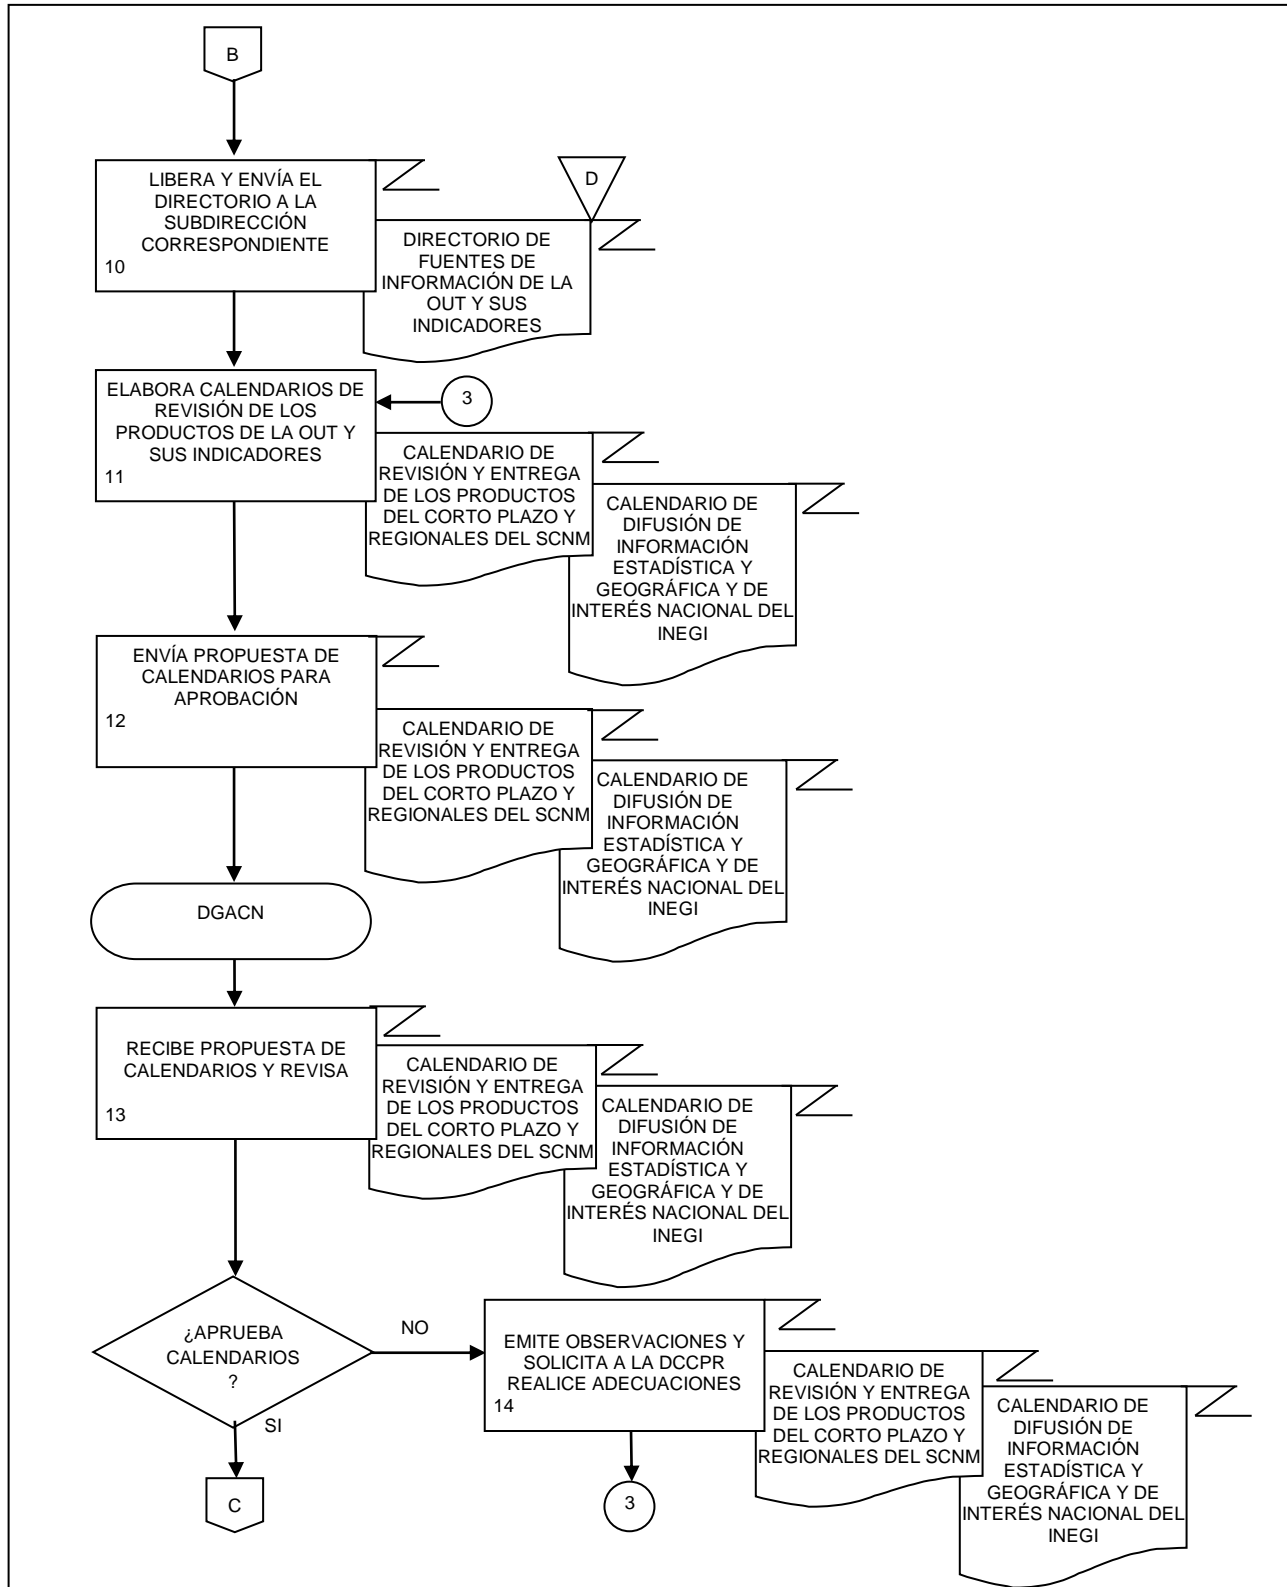 B
LIBERA Y ENVÍA EL
DIRECTORIO A LA
SUBDIRECCIÓN
CORRESPONDIENTE
10
D
DIRECTORIO DE
FUENTES DE
INFORMACIÓN DE LA
OUT Y SUS
INDICADORES
ELABORA CALENDARIOS DE
REVISIÓN DE LOS
PRODUCTOS DE LA OUT Y
SUS INDICADORES
11
3
CALENDARIO DE
REVISIÓN Y ENTREGA
DE LOS PRODUCTOS
DEL CORTO PLAZO Y
REGIONALES DEL SCNM
CALENDARIO DE
DIFUSIÓN DE
INFORMACIÓN
ESTADÍSTICA Y
GEOGRÁFICA Y DE
INTERÉS NACIONAL DEL
INEGI
ENVÍA PROPUESTA DE
CALENDARIOS PARA
APROBACIÓN
12
CALENDARIO DE
REVISIÓN Y ENTREGA
DE LOS PRODUCTOS
DEL CORTO PLAZO Y
REGIONALES DEL SCNM
CALENDARIO DE
DIFUSIÓN DE
INFORMACIÓN
ESTADÍSTICA Y
GEOGRÁFICA Y DE
INTERÉS NACIONAL DEL
INEGI
DGACN
RECIBE PROPUESTA DE
CALENDARIOS Y REVISA
13
CALENDARIO DE
REVISIÓN Y ENTREGA
DE LOS PRODUCTOS
DEL CORTO PLAZO Y
REGIONALES DEL SCNM
CALENDARIO DE
DIFUSIÓN DE
INFORMACIÓN
ESTADÍSTICA Y
GEOGRÁFICA Y DE
INTERÉS NACIONAL DEL
INEGI
¿APRUEBA
CALENDARIOS
?
NO
SI
C
EMITE OBSERVACIONES Y
SOLICITA A LA DCCPR
REALICE ADECUACIONES
14
3
CALENDARIO DE
REVISIÓN Y ENTREGA
DE LOS PRODUCTOS
DEL CORTO PLAZO Y
REGIONALES DEL SCNM
CALENDARIO DE
DIFUSIÓN DE
INFORMACIÓN
ESTADÍSTICA Y
GEOGRÁFICA Y DE
INTERÉS NACIONAL DEL
INEGI